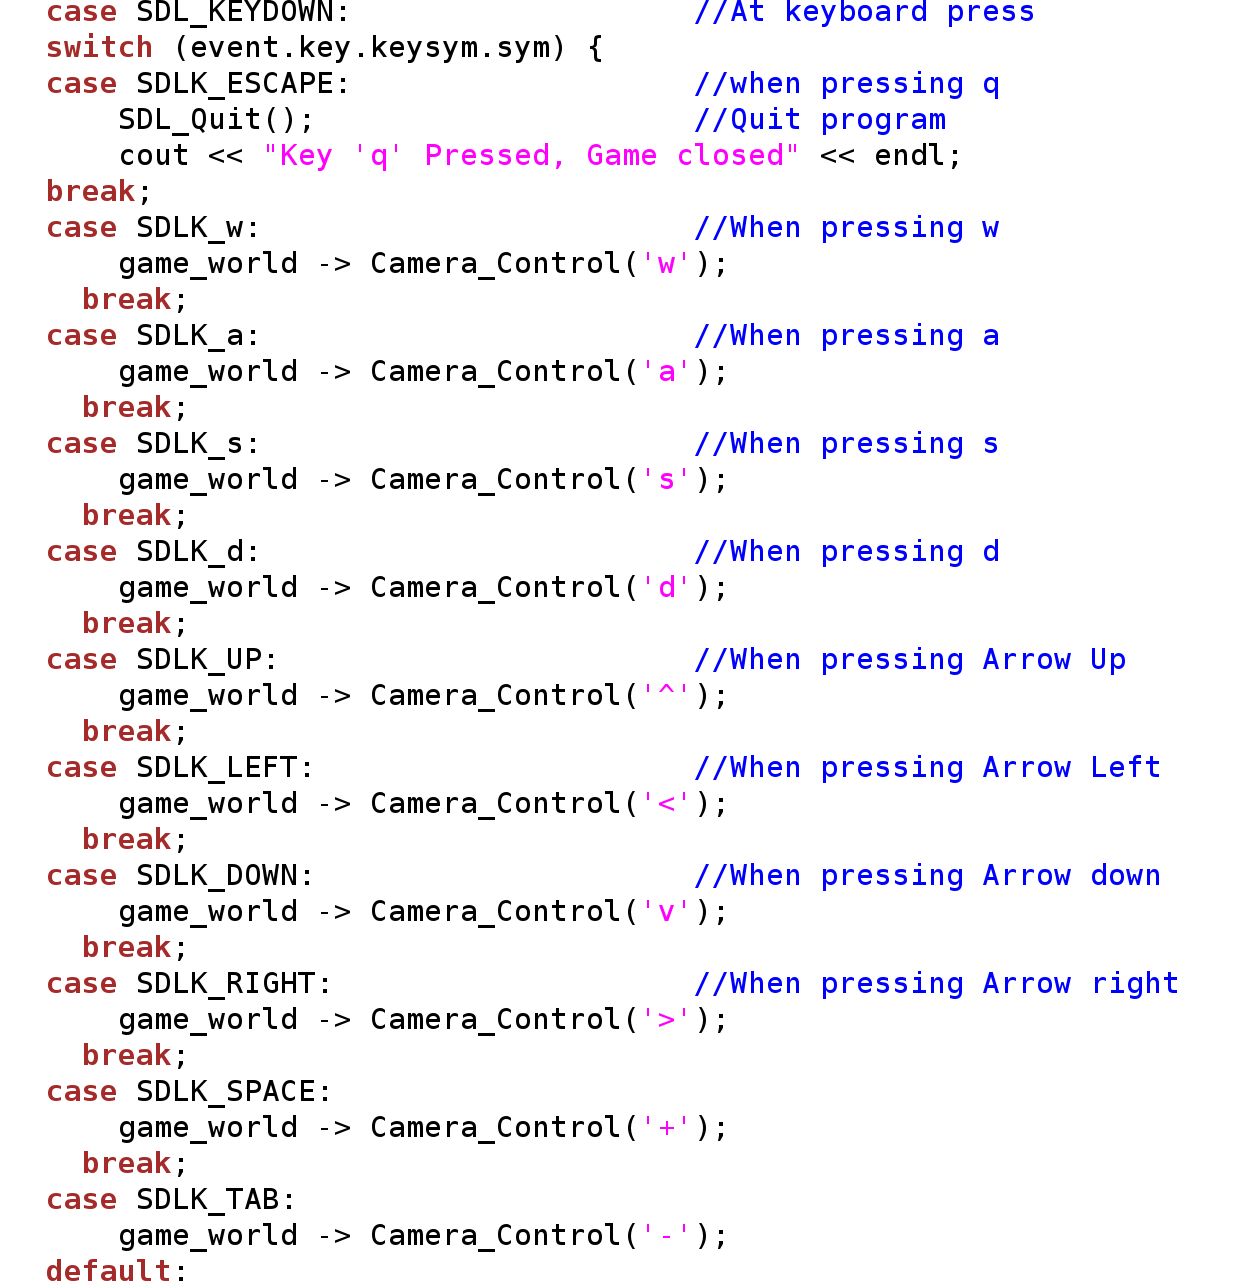 case SDL_KEYDOWN: //At keyboard press
switch (event.key.keysym.sym) {
case SDLK_ESCAPE: //when pressing q
SDL_Quit(); //Quit program
cout << "Key 'q' Pressed, Game closed" << endl;
break;
case SDLK_w: //When pressing w
game_world -> Camera_Control('w');
break;
case SDLK_a: //When pressing a
game_world -> Camera_Control('a');
break;
case SDLK_s: //When pressing s
game_world -> Camera_Control('s');
break;
case SDLK_d: //When pressing d
game_world -> Camera_Control('d');
break;
case SDLK_UP: //When pressing Arrow Up
game_world -> Camera_Control('^');
break;
case SDLK_LEFT: //When pressing Arrow Left
game_world -> Camera_Control('<');
break;
case SDLK_DOWN: //When pressing Arrow down
game_world -> Camera_Control('v');
break;
case SDLK_RIGHT: //When pressing Arrow right
game_world -> Camera_Control('>');
break;
case SDLK_SPACE:
game_world -> Camera_Control('+');
break;
case SDLK_TAB:
game_world -> Camera_Control('-');
default: